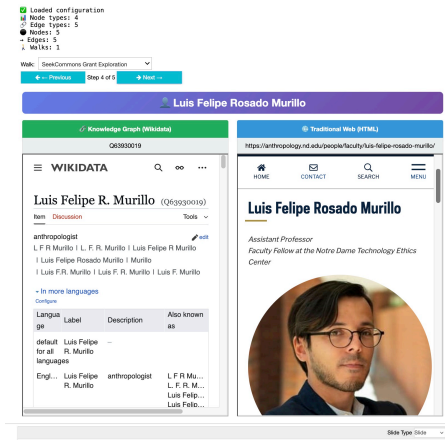 Loaded configuration
Node types: 4
Edge types: 5
Nodes: 5
Edges: 5
Walks: 1
Walk: SeekCommons Grant Exploration
← ← Previous Step 4 of 5 → Next →
Luis Felipe Rosado Murillo
Knowledge Graph (Wikidata)
Q63930019
WIKIDATA
Luis Felipe R. Murillo (Q63930019)
Item Discussion Tools
anthropologist edit
L F R Murillo | L. F. R. Murillo | Luis Felipe R Murillo
| Luis Felipe Rosado Murillo | Murillo
| Luis F.R. Murillo | Luis F. R. Murillo | Luis F. Murillo
In more languages
Configure
Langua
ge Label Description Also known
as
default
for all
languages Luis Felipe
R. Murillo –
Engl... Luis Felipe
R. Murillo anthropologist L F R Mu...
L. F. R. M...
Luis Felip...
Luis Felip...
Traditional Web (HTML)
https://anthropology.nd.edu/people/faculty/luis-felipe-rosado-murillo/
HOME CONTACT SEARCH MENU
Luis Felipe Rosado Murillo
Assistant Professor
Faculty Fellow at the Notre Dame Technology Ethics
Center
Slide Type Slide